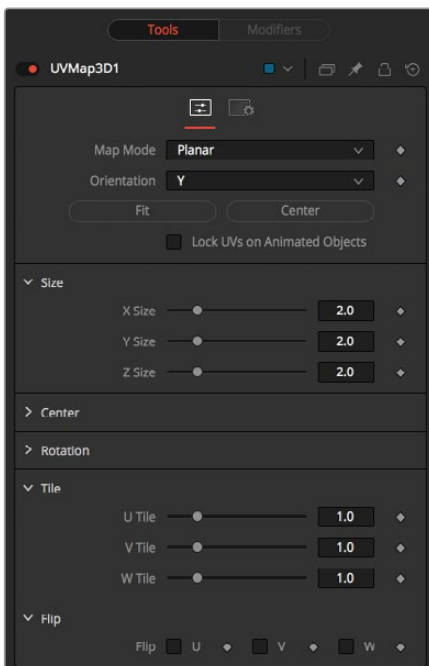 Tools Modifiers
UVMap3D1
Map Mode Planar
Orientation Y
Fit Center
Lock UVs on Animated Objects
Size
X Size 2.0
Y Size 2.0
Z Size 2.0
Center
Rotation
Tile
U Tile 1.0
V Tile 1.0
W Tile 1.0
Flip
Flip U V W